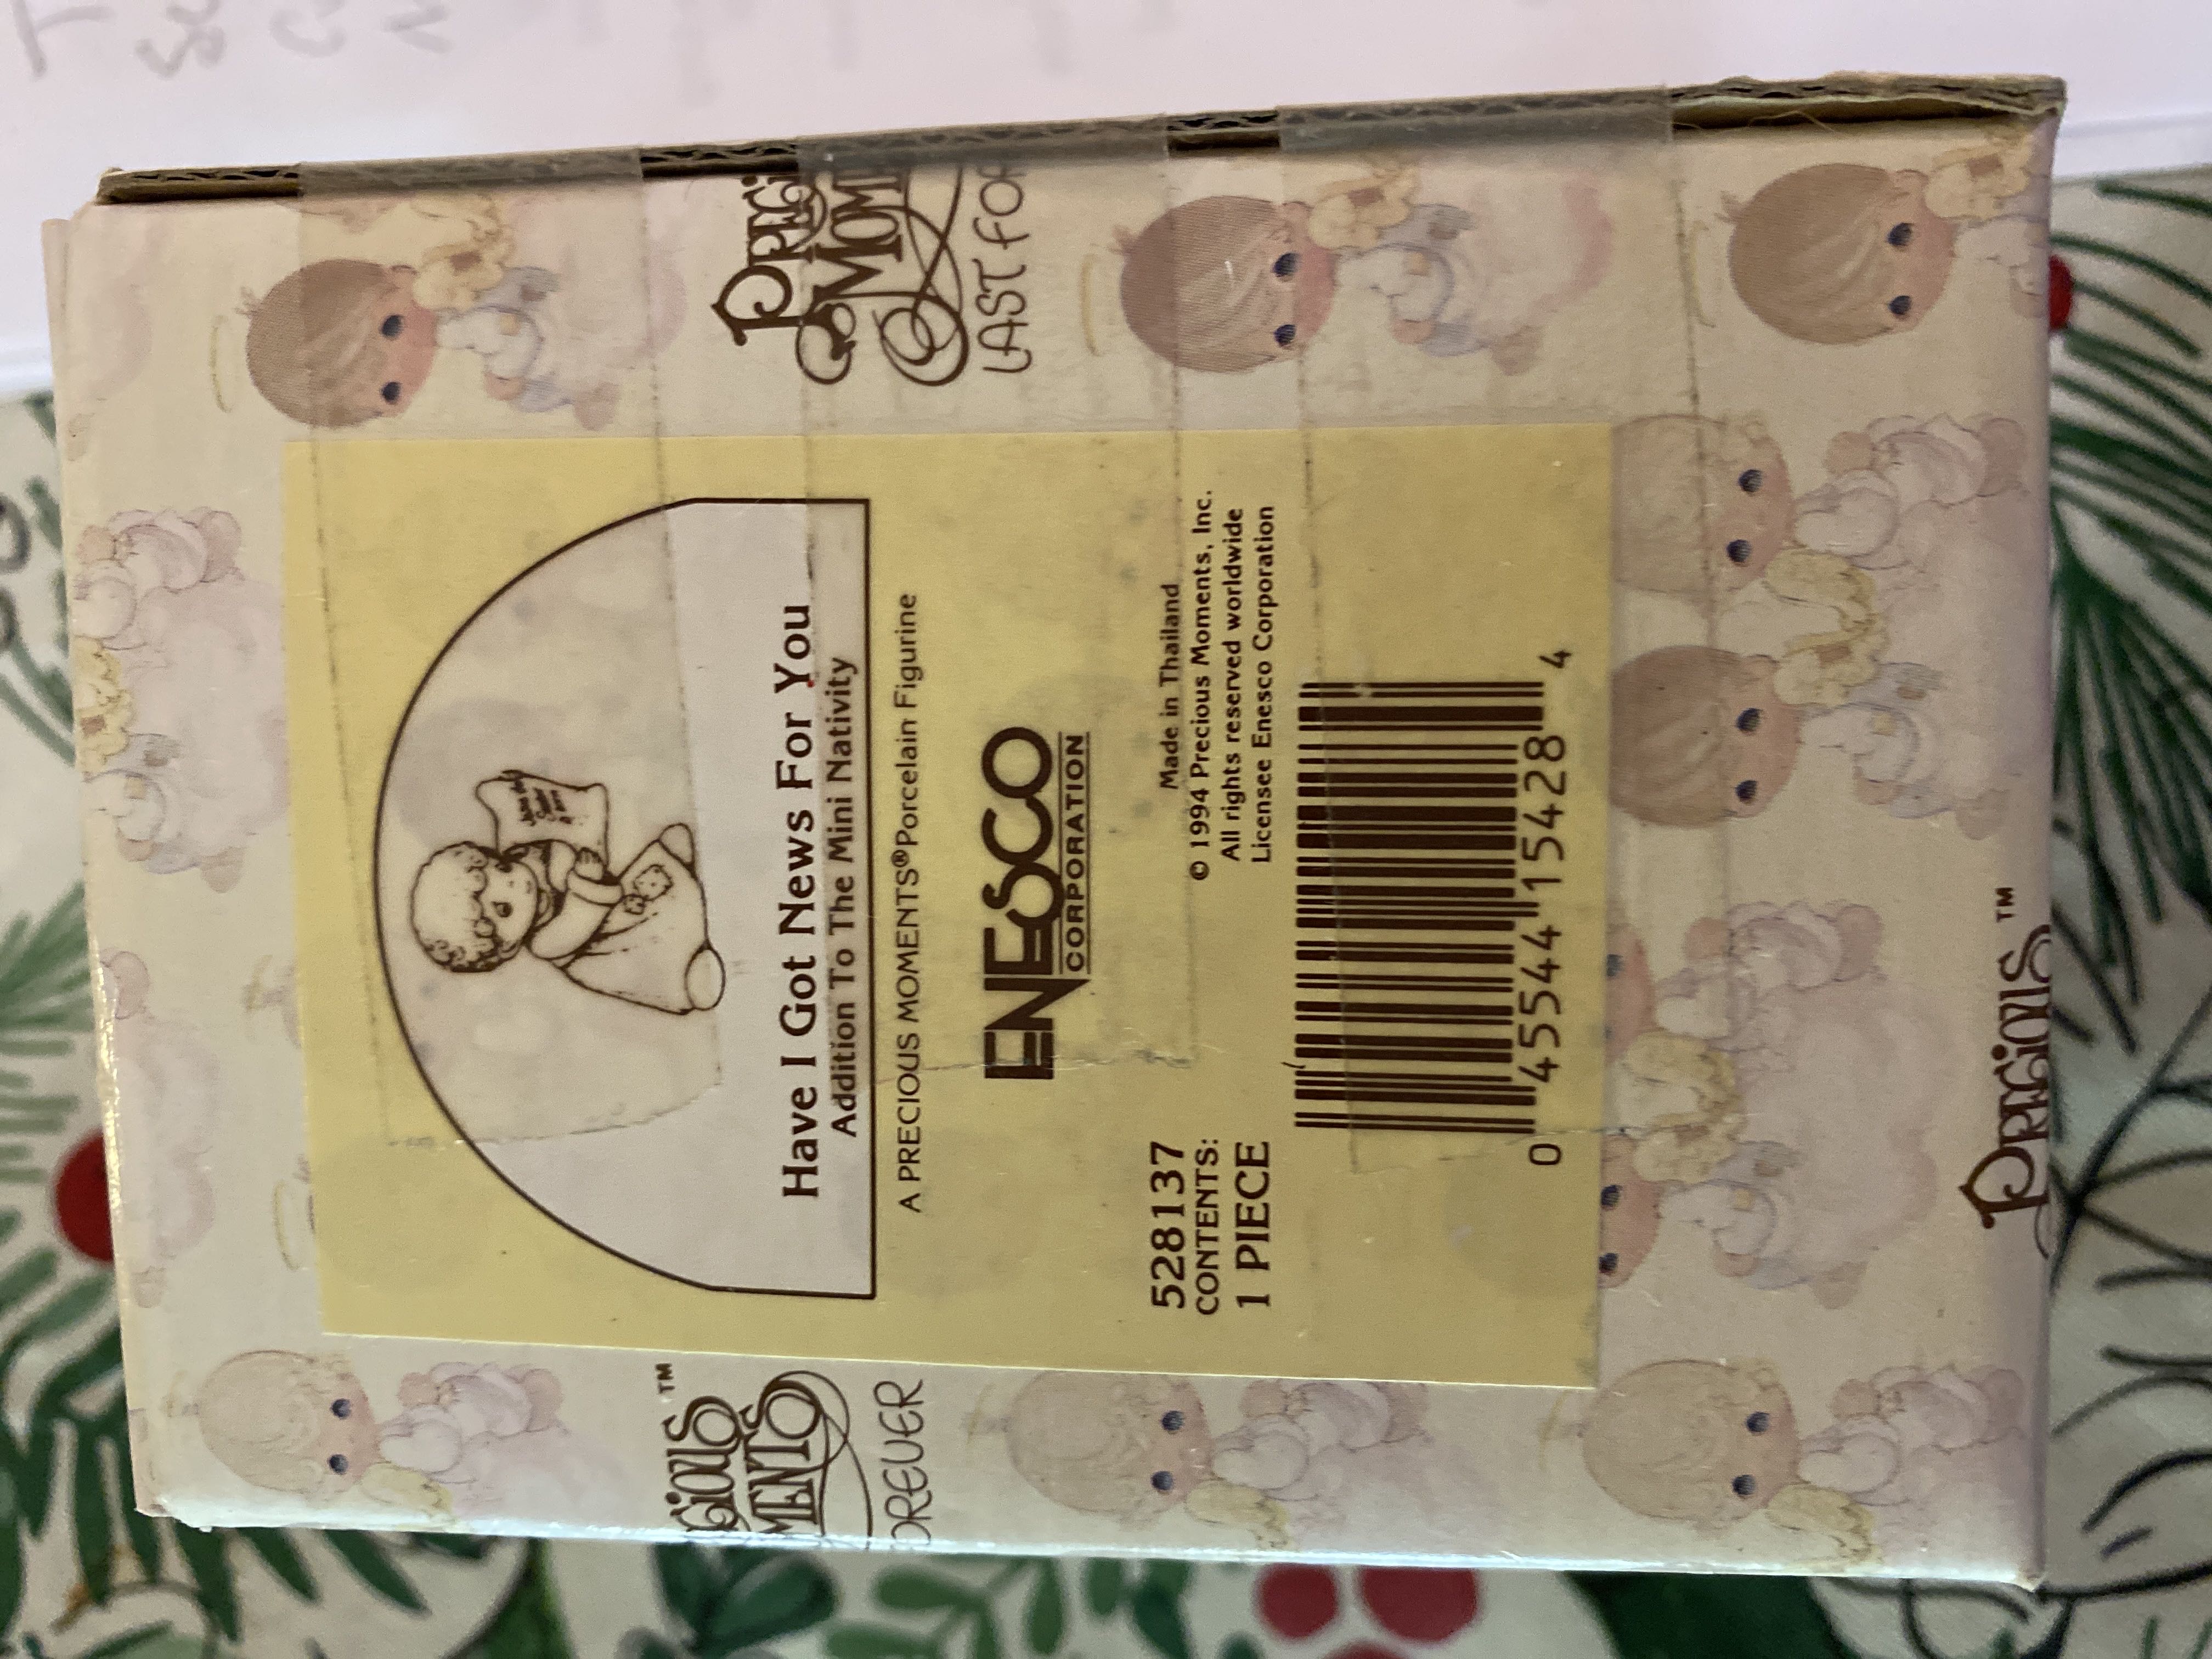 Have I Got News For You
Addition To The Mini Nativity
A PRECIOUS MOMENTS® Porcelain Figurine
ENESCO
CORPORATION
Made in Thailand
© 1994 Precious Moments, Inc.
All rights reserved worldwide
Licensee Enesco Corporation
528137
CONTENTS:
1 PIECE
0 45544 15428 4
PRECIOUS™
LAST FOR